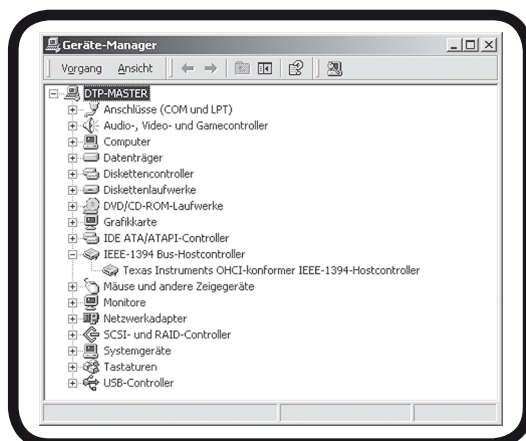 Geräte-Manager
Vorgang Ansicht
DTP-MASTER
Anschlüsse (COM und LPT)
Audio-, Video- und Gamecontroller
Computer
Datenträger
Diskettencontroller
Diskettenlaufwerke
DVD/CD-ROM-Laufwerke
Grafikkarte
IDE ATA/ATAPI-Controller
IEEE-1394 Bus-Hostcontroller
Texas Instruments OHCI-konformer IEEE-1394-Hostcontroller
Mäuse und andere Zeigegeräte
Monitore
Netzwerkadapter
SCSI- und RAID-Controller
Systemgeräte
Tastaturen
USB-Controller